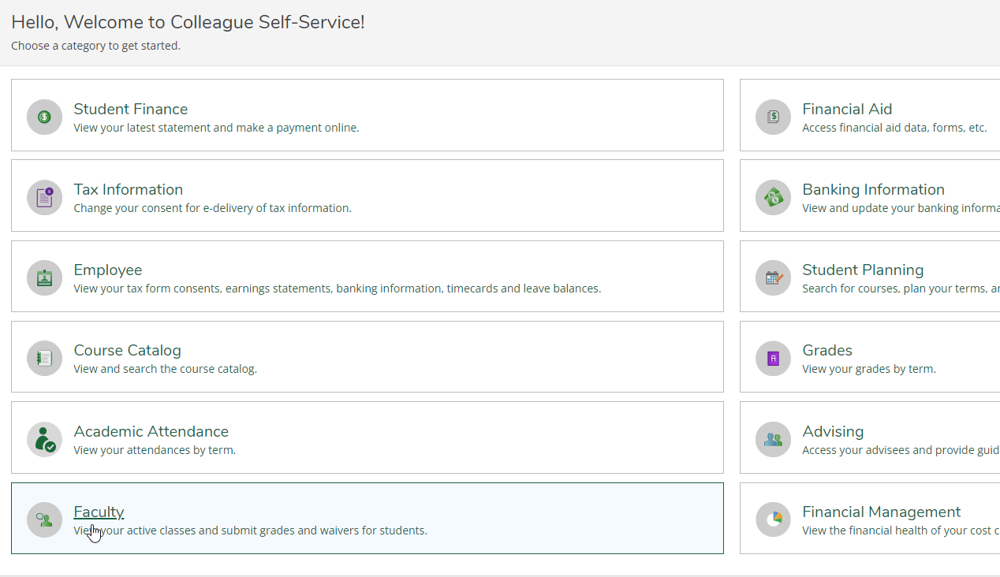 Hello, Welcome to Colleague Self-Service!
Choose a category to get started.
Student Finance
View your latest statement and make a payment online.
Financial Aid
Access financial aid data, forms, etc.
Tax Information
Change your consent for e-delivery of tax information.
Banking Information
View and update your banking informa
Employee
View your tax form consents, earnings statements, banking information, timecards and leave balances.
Student Planning
Search for courses, plan your terms, a
Course Catalog
View and search the course catalog.
Grades
View your grades by term.
Academic Attendance
View your attendances by term.
Advising
Access your advisees and provide guid
Faculty
View your active classes and submit grades and waivers for students.
Financial Management
View the financial health of your cost c